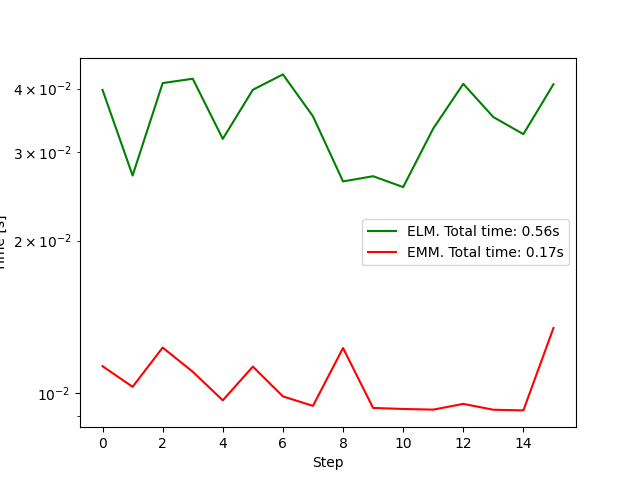 4 × 10⁻²
3 × 10⁻²
2 × 10⁻²
10⁻²
Time [s]
ELM. Total time: 0.56s
EMM. Total time: 0.17s
0 2 4 6 8 10 12 14
Step